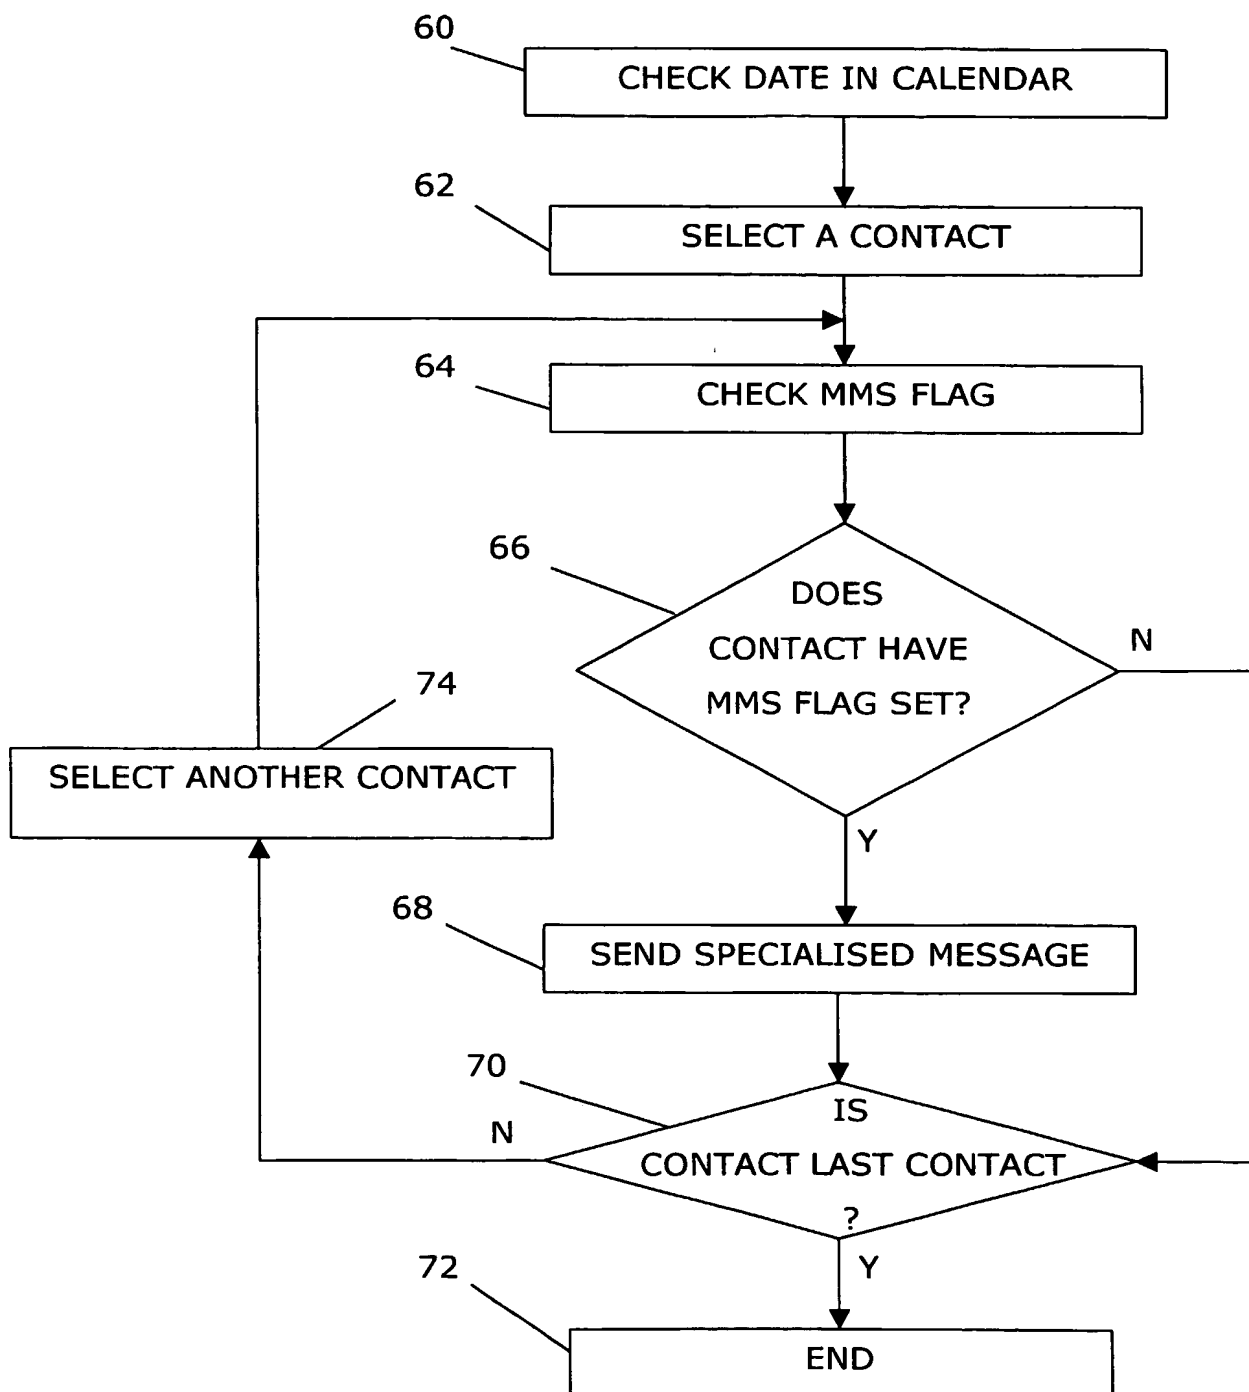 60
CHECK DATE IN CALENDAR
62
SELECT A CONTACT
64
CHECK MMS FLAG
66
DOES
CONTACT HAVE
MMS FLAG SET?
N
74
SELECT ANOTHER CONTACT
Y
68
SEND SPECIALISED MESSAGE
70
IS
CONTACT LAST CONTACT
?
N
Y
72
END